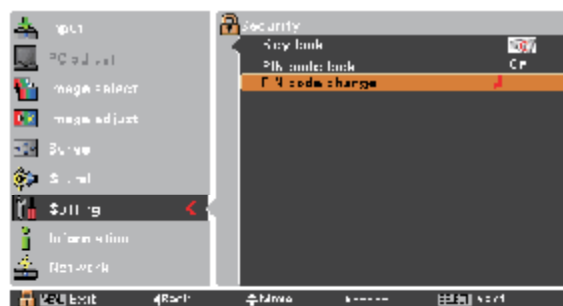 Input
Security
Key lock
PC adjust
PIN code lock
Off
Image select
PIN code change
Image adjust
Screen
Sound
Setting
Information
Network
Exit
Back
Move
Next